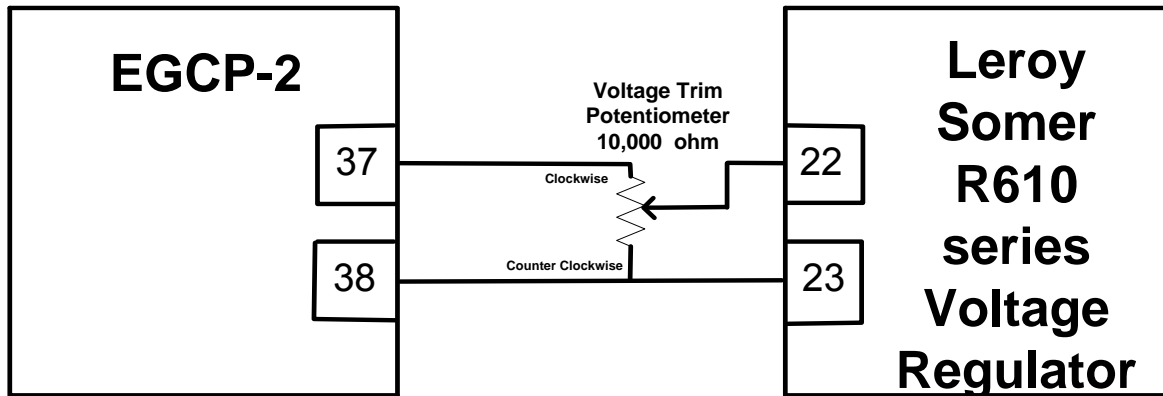 EGCP-2
37
38
Voltage Trim
Potentiometer
10,000 ohm
Clockwise
Counter Clockwise
22
23
Leroy
Somer
R610
series
Voltage
Regulator